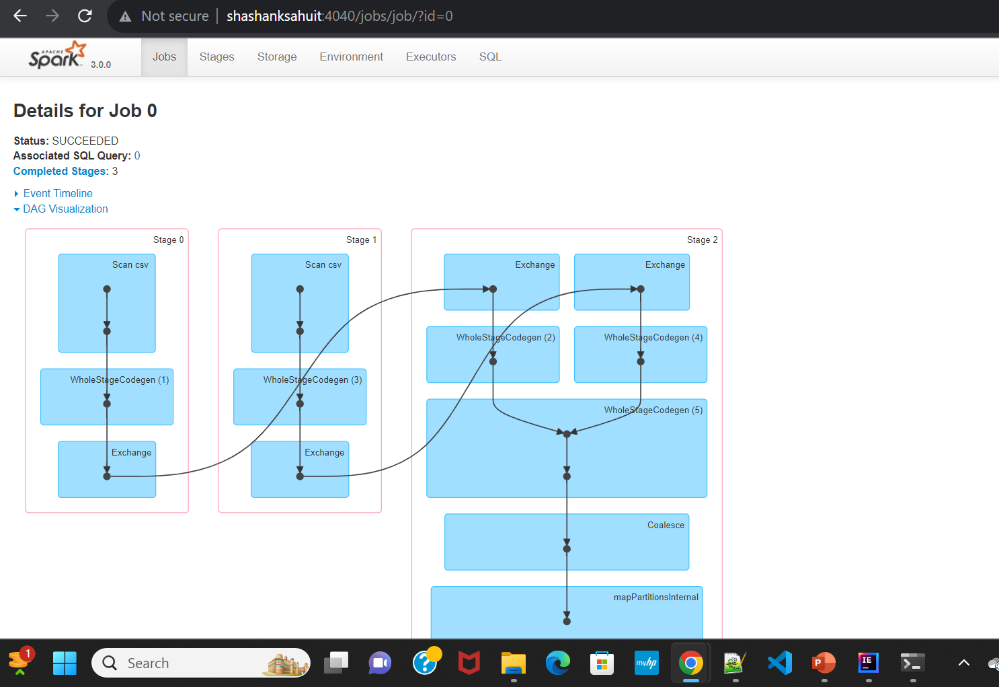 Not secure | shashanksahuit:4040/jobs/job/?id=0
APACHE Spark 3.0.0 Jobs Stages Storage Environment Executors SQL
Details for Job 0
Status: SUCCEEDED
Associated SQL Query: 0
Completed Stages: 3
Event Timeline
DAG Visualization
Stage 0
Scan csv
WholeStageCodegen (1)
Exchange
Stage 1
Scan csv
WholeStageCodegen (3)
Exchange
Stage 2
Exchange Exchange
WholeStageCodegen (2) WholeStageCodegen (4)
WholeStageCodegen (5)
Coalesce
mapPartitionsInternal
1 Search ? myhp P IE